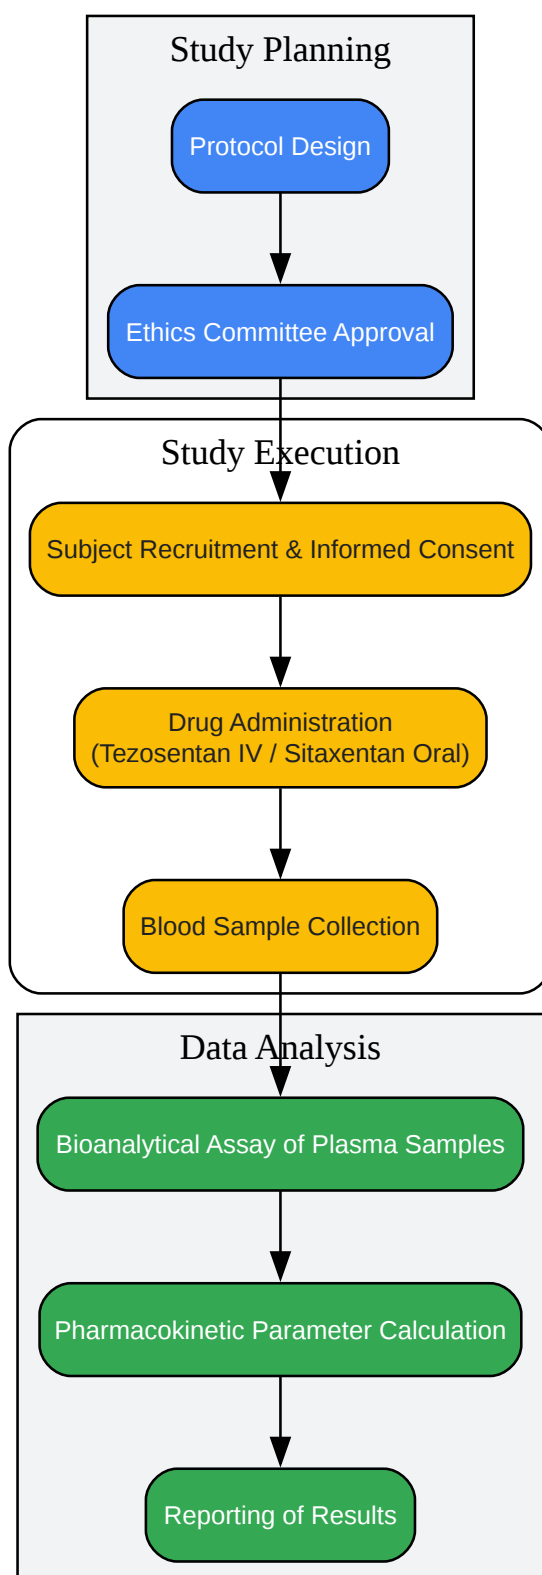 Study Planning
Protocol Design
Ethics Committee Approval
Study Execution
Subject Recruitment & Informed Consent
Drug Administration
(Tezosentan IV / Sitaxentan Oral)
Blood Sample Collection
Data Analysis
Bioanalytical Assay of Plasma Samples
Pharmacokinetic Parameter Calculation
Reporting of Results